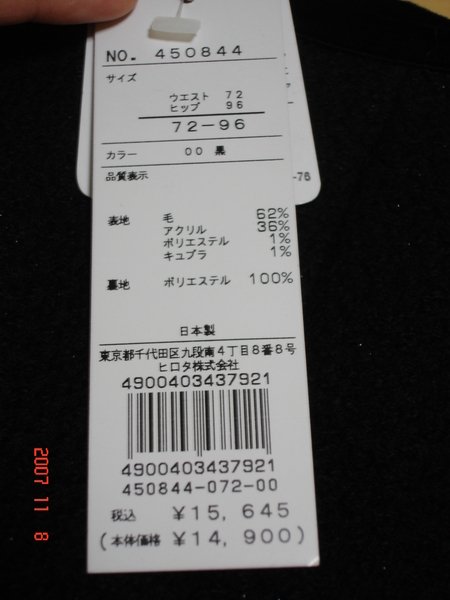 NO. 450844
サイズ
ウエスト 72
ヒップ 96
72-96
カラー 00 黒
品質表示
-76
表地 毛 62%
アクリル 36%
ポリエステル 1%
キュプラ 1%
裏地 ポリエステル 100%
日本製
東京都千代田区九段南4丁目8番8号
ヒロタ株式会社
4900403437921
4900403437921
450844-072-00
税込 ¥15,645
(本体価格 ¥14,900)
2007 11 8